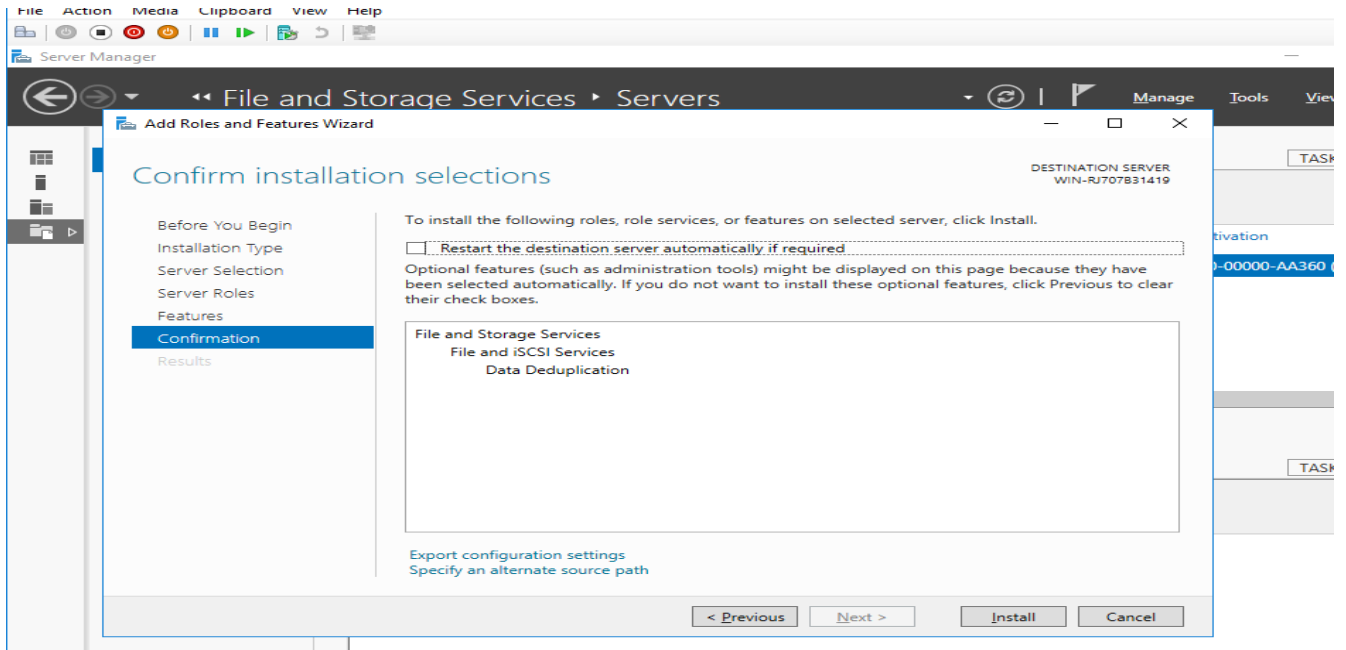 File Action Media Clipboard View Help
Server Manager
File and Storage Services Servers
Manage Tools
Add Roles and Features Wizard
Confirm installation selections
DESTINATION SERVER
WIN-RJ707B31419
Before You Begin
Installation Type
Server Selection
Server Roles
Features
Confirmation
Results
To install the following roles, role services, or features on selected server, click Install.
Restart the destination server automatically if required
Optional features (such as administration tools) might be displayed on this page because they have
been selected automatically. If you do not want to install these optional features, click Previous to clear
their check boxes.
File and Storage Services
File and iSCSI Services
Data Deduplication
Export configuration settings
Specify an alternate source path
< Previous Next > Install Cancel
TASK
tivation
-00000-AA360 (
TASK